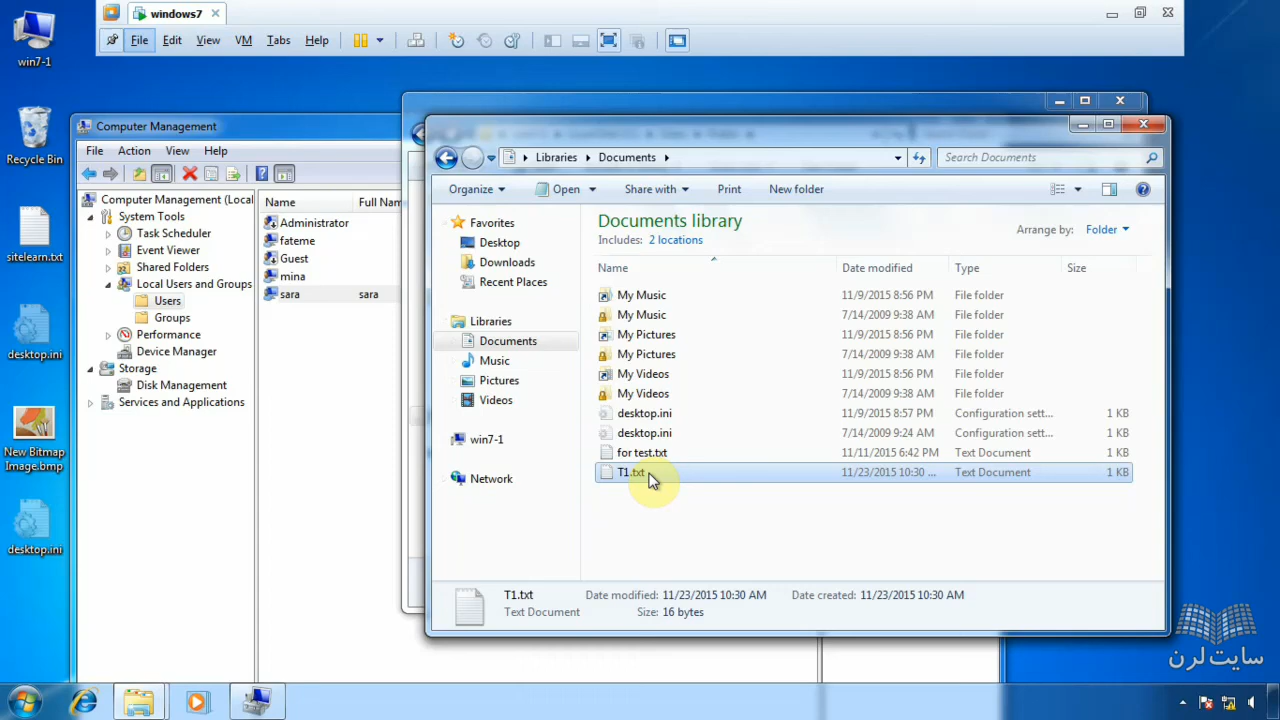 windows7
File Edit View VM Tabs Help
win7-1
Recycle Bin
sitelearn.txt
desktop.ini
New Bitmap
Image.bmp
desktop.ini
Computer Management
File Action View Help
Computer Management (Local
System Tools
Task Scheduler
Event Viewer
Shared Folders
Local Users and Groups
Users
Groups
Performance
Device Manager
Storage
Disk Management
Services and Applications
Name Full Name
Administrator
fateme
Guest
mina
sara sara
Libraries Documents
Search Documents
Organize Open Share with Print New folder
Favorites
Desktop
Downloads
Recent Places
Libraries
Documents
Music
Pictures
Videos
win7-1
Network
Documents library
Includes: 2 locations
Arrange by: Folder
Name Date modified Type Size
My Music 11/9/2015 8:56 PM File folder
My Music 7/14/2009 9:38 AM File folder
My Pictures 11/9/2015 8:56 PM File folder
My Pictures 7/14/2009 9:38 AM File folder
My Videos 11/9/2015 8:56 PM File folder
My Videos 7/14/2009 9:38 AM File folder
desktop.ini 11/9/2015 8:57 PM Configuration sett... 1 KB
desktop.ini 7/14/2009 9:24 AM Configuration sett... 1 KB
for test.txt 11/11/2015 6:42 PM Text Document 1 KB
T1.txt 11/23/2015 10:30 ... Text Document 1 KB
T1.txt Date modified: 11/23/2015 10:30 AM Date created: 11/23/2015 10:30 AM
Text Document Size: 16 bytes
سایت لرن